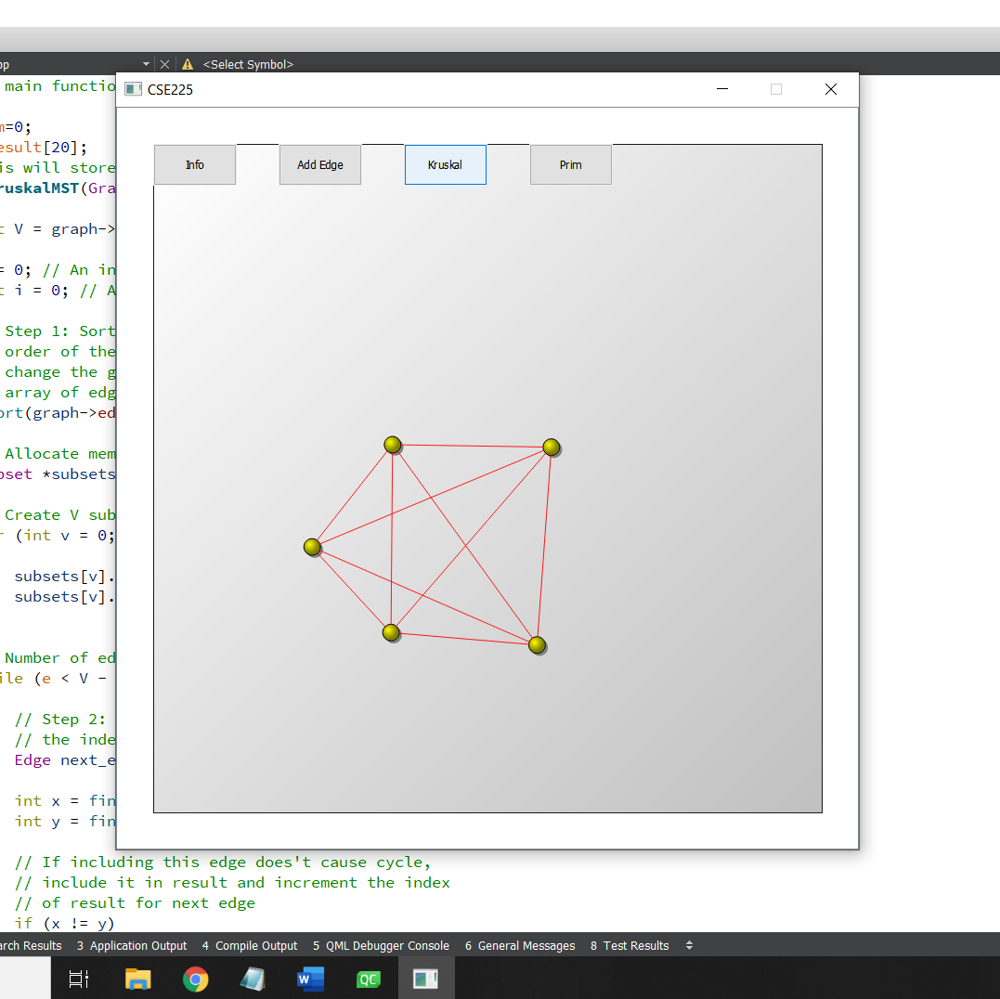 pp <Select Symbol>
CSE225
Info Add Edge Kruskal Prim
main functio
m=0;
esult[20];
is will store
ruskalMST(Gra
t V = graph->
= 0; // An in
t i = 0; // A
Step 1: Sort
order of the
change the g
array of edg
ort(graph->ed
Allocate mem
bset *subsets
Create V sub
r (int v = 0;
subsets[v].
subsets[v].
Number of ed
ile (e < V -
// Step 2:
// the inde
Edge next_e
int x = fin
int y = fin
// If including this edge does't cause cycle,
// include it in result and increment the index
// of result for next edge
if (x != y)
arch Results 3 Application Output 4 Compile Output 5 QML Debugger Console 6 General Messages 8 Test Results
W QC